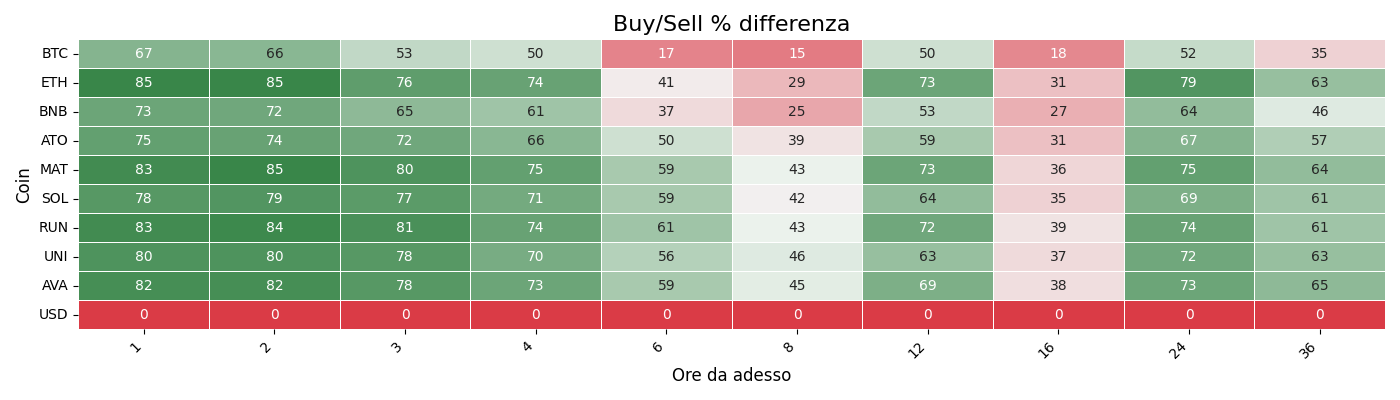 Buy/Sell % differenza
Coin
BTC 67 66 53 50 17 15 50 18 52 35
ETH 85 85 76 74 41 29 73 31 79 63
BNB 73 72 65 61 37 25 53 27 64 46
ATO 75 74 72 66 50 39 59 31 67 57
MAT 83 85 80 75 59 43 73 36 75 64
SOL 78 79 77 71 59 42 64 35 69 61
RUN 83 84 81 74 61 43 72 39 74 61
UNI 80 80 78 70 56 46 63 37 72 63
AVA 82 82 78 73 59 45 69 38 73 65
USD 0 0 0 0 0 0 0 0 0 0
1 2 3 4 6 8 12 16 24 36
Ore da adesso